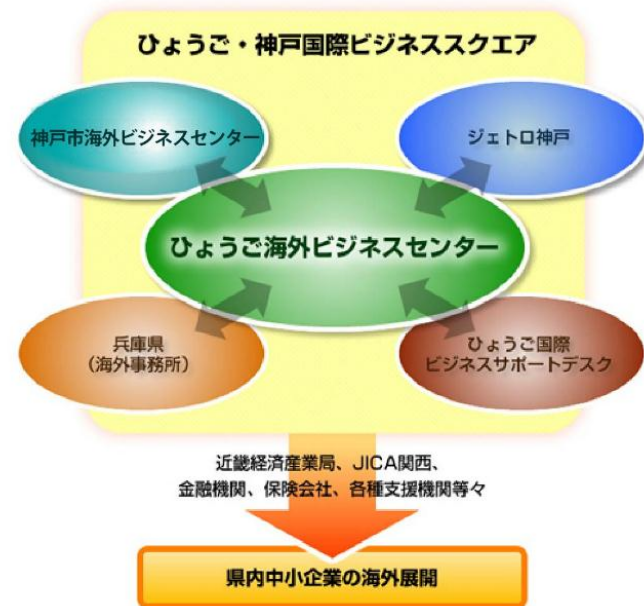 ひょうご・神戸国際ビジネススクエア
神戸市海外ビジネスセンター
ジェトロ神戸
ひょうご海外ビジネスセンター
兵庫県
（海外事務所）
ひょうご国際
ビジネスサポートデスク
近畿経済産業局、JICA関西、
金融機関、保険会社、各種支援機関等々
県内中小企業の海外展開